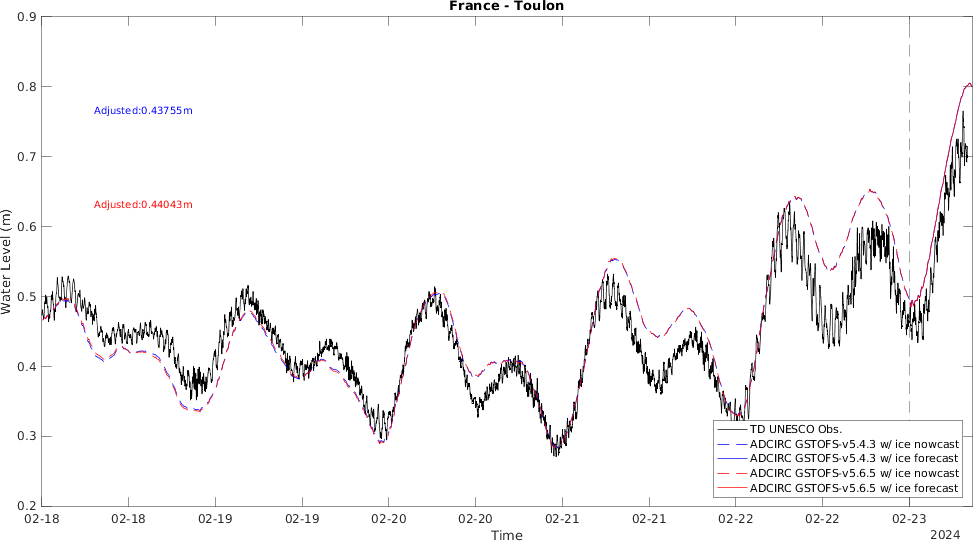 France - Toulon
0.9
0.8
0.7
0.6
0.5
0.4
0.3
0.2
Water Level (m)
Adjusted:0.43755m
Adjusted:0.44043m
TD UNESCO Obs.
ADCIRC GSTOFS-v5.4.3 w/ ice nowcast
ADCIRC GSTOFS-v5.4.3 w/ ice forecast
ADCIRC GSTOFS-v5.6.5 w/ ice nowcast
ADCIRC GSTOFS-v5.6.5 w/ ice forecast
02-18 02-18 02-19 02-19 02-20 02-20 02-21 02-21 02-22 02-22 02-23
Time
2024